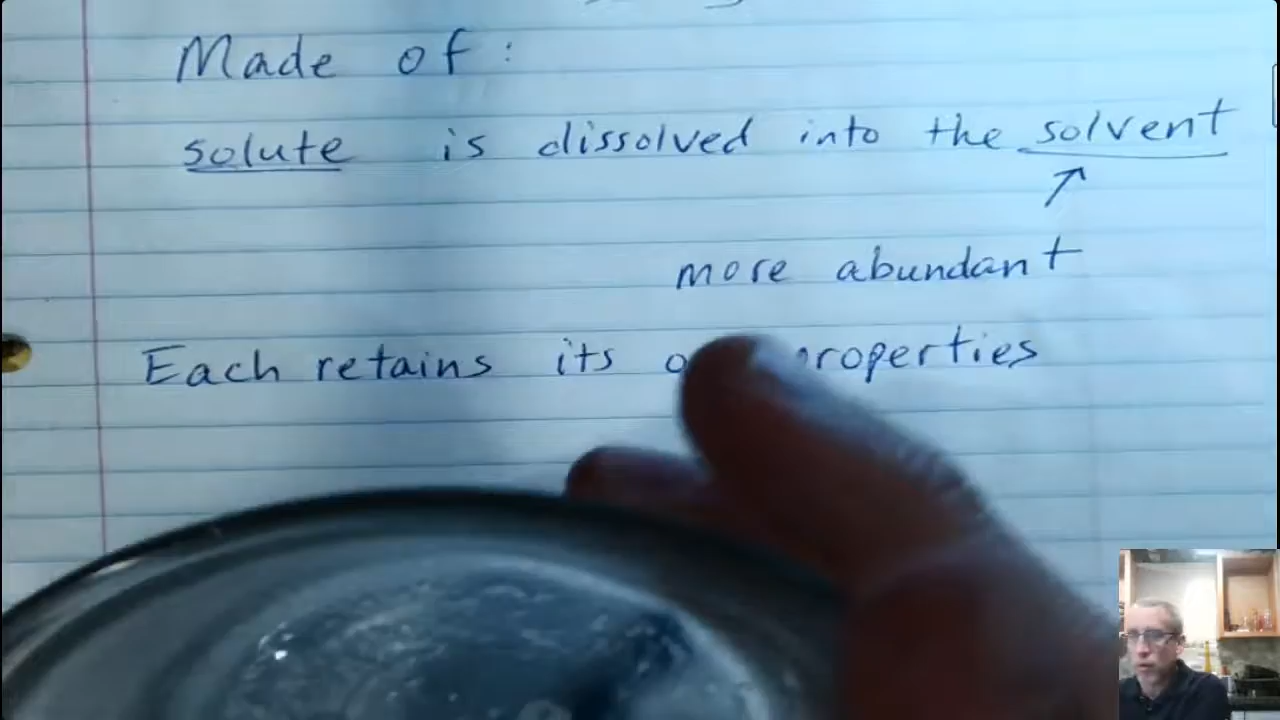 Made of:
solute is dissolved into the solvent
↗
more abundant
Each retains its properties